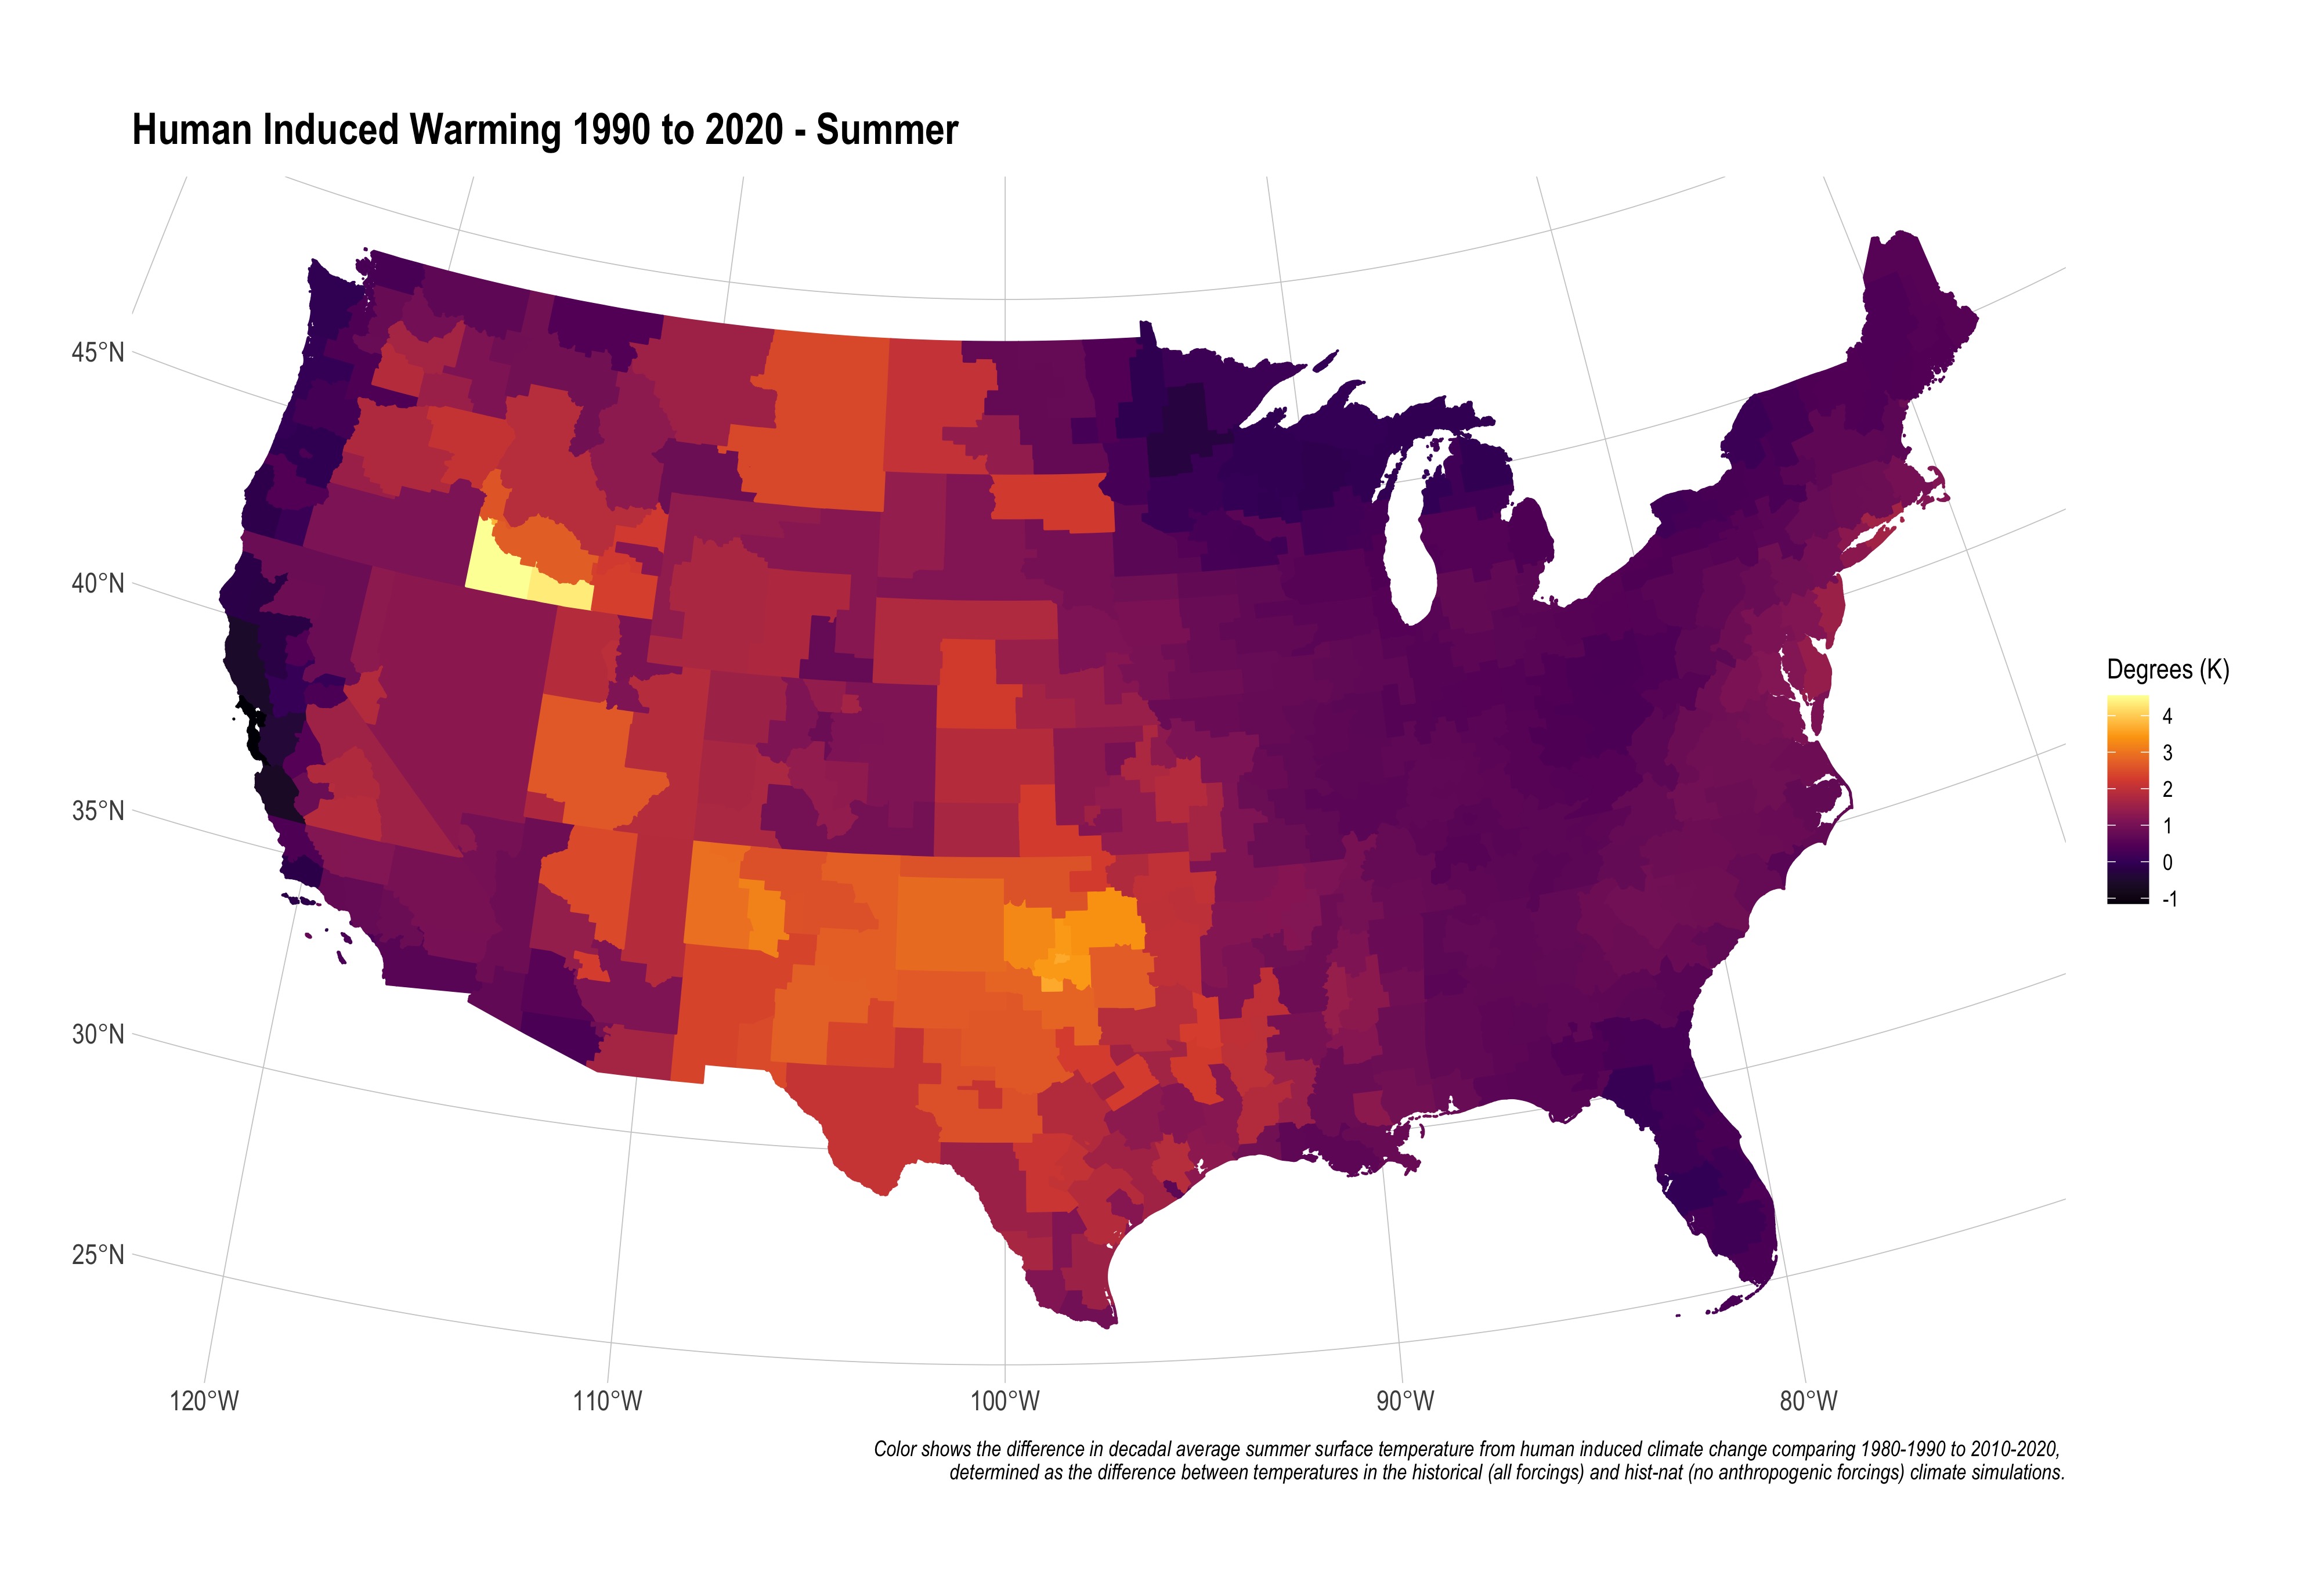 Human Induced Warming 1990 to 2020 - Summer
45°N
40°N
35°N
30°N
25°N
120°W
110°W
100°W
90°W
80°W
Degrees (K)
4
3
2
1
0
-1
Color shows the difference in decadal average summer surface temperature from human induced climate change comparing 1980-1990 to 2010-2020,
determined as the difference between temperatures in the historical (all forcings) and hist-nat (no anthropogenic forcings) climate simulations.